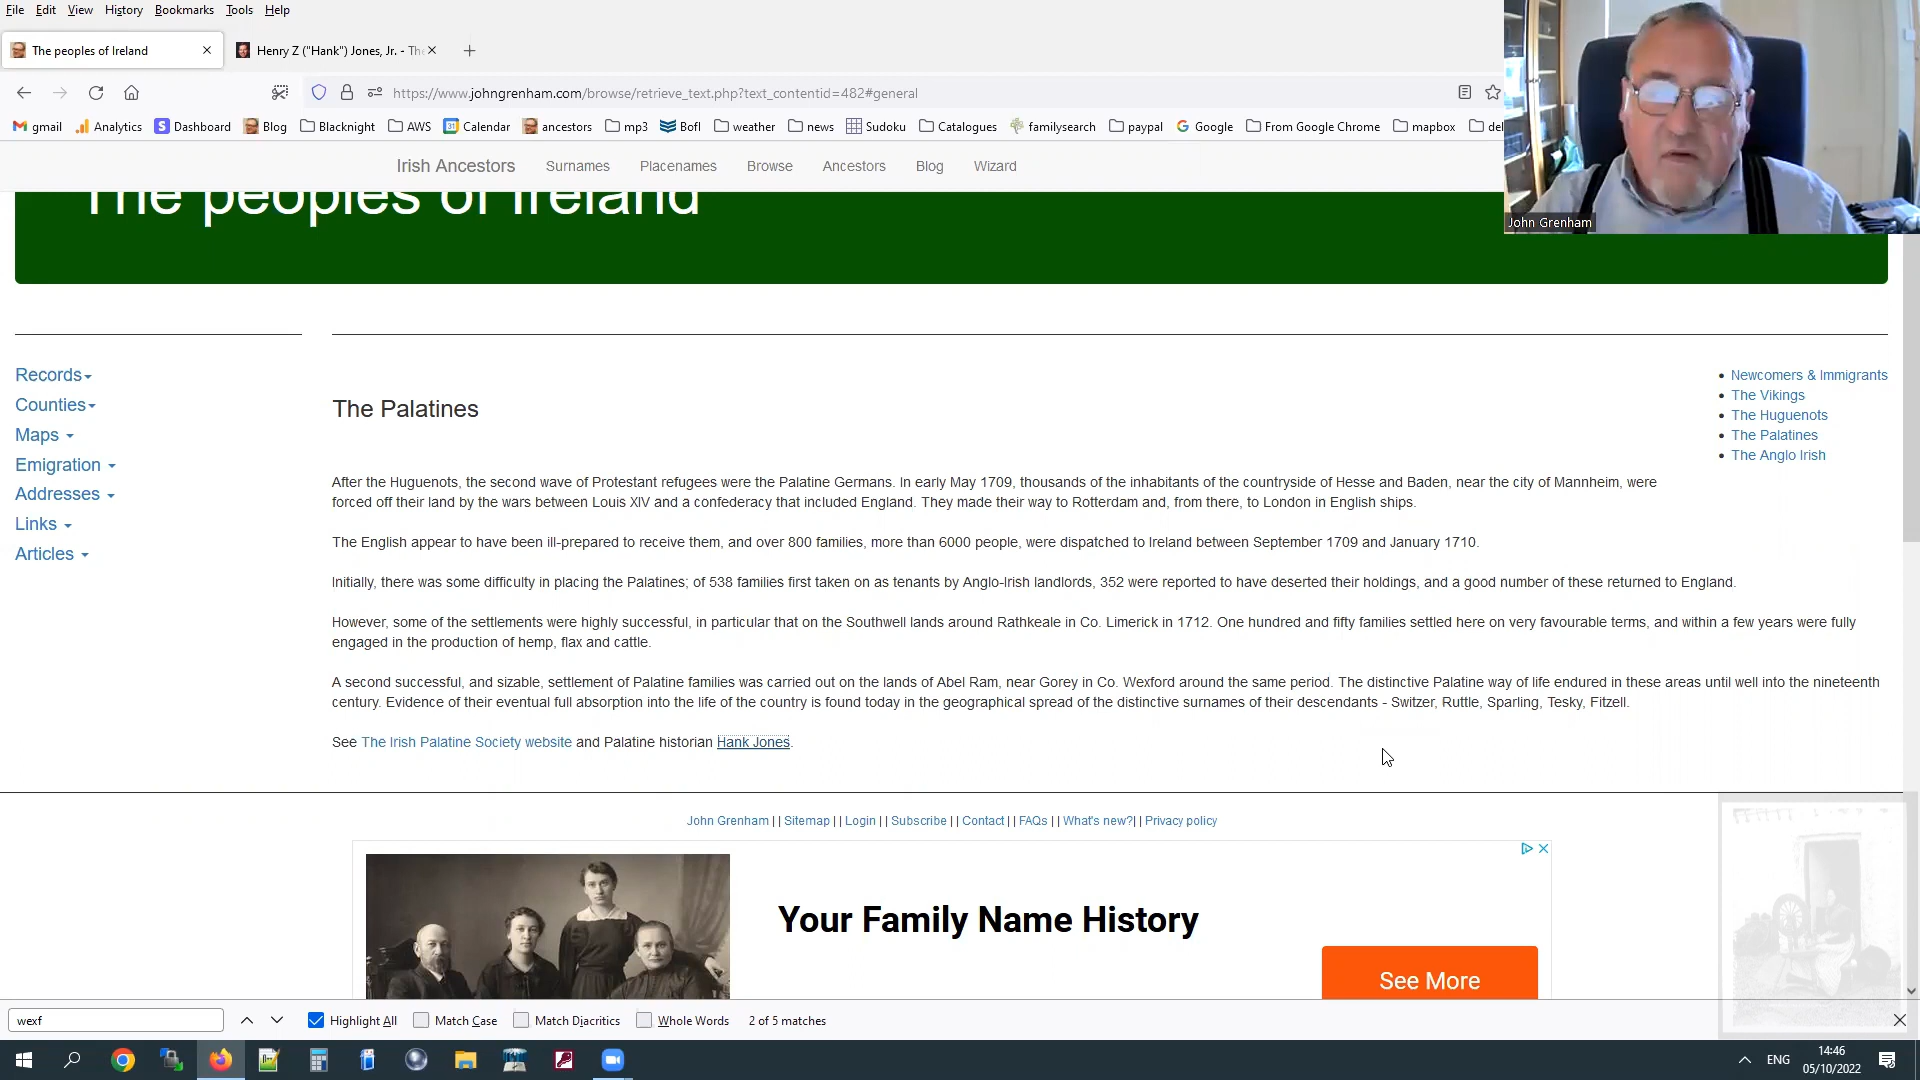 File Edit View History Bookmarks Tools Help
The peoples of Ireland
Henry Z ("Hank") Jones, Jr. - The
https://www.johngrenham.com/browse/retrieve_text.php?text_contentid=482#general
gmail Analytics Dashboard Blog Blacknight AWS Calendar ancestors mp3 BofI weather news Sudoku Catalogues familysearch paypal Google From Google Chrome mapbox del
Irish Ancestors Surnames Placenames Browse Ancestors Blog Wizard
John Grenham
The peoples of Ireland
Records
Counties
Maps
Emigration
Addresses
Links
Articles
Newcomers & Immigrants
The Vikings
The Huguenots
The Palatines
The Anglo Irish
The Palatines
After the Huguenots, the second wave of Protestant refugees were the Palatine Germans. In early May 1709, thousands of the inhabitants of the countryside of Hesse and Baden, near the city of Mannheim, were
forced off their land by the wars between Louis XIV and a confederacy that included England. They made their way to Rotterdam and, from there, to London in English ships.
The English appear to have been ill-prepared to receive them, and over 800 families, more than 6000 people, were dispatched to Ireland between September 1709 and January 1710.
Initially, there was some difficulty in placing the Palatines; of 538 families first taken on as tenants by Anglo-Irish landlords, 352 were reported to have deserted their holdings, and a good number of these returned to England.
However, some of the settlements were highly successful, in particular that on the Southwell lands around Rathkeale in Co. Limerick in 1712. One hundred and fifty families settled here on very favourable terms, and within a few years were fully
engaged in the production of hemp, flax and cattle.
A second successful, and sizable, settlement of Palatine families was carried out on the lands of Abel Ram, near Gorey in Co. Wexford around the same period. The distinctive Palatine way of life endured in these areas until well into the nineteenth
century. Evidence of their eventual full absorption into the life of the country is found today in the geographical spread of the distinctive surnames of their descendants - Switzer, Ruttle, Sparling, Tesky, Fitzell.
See The Irish Palatine Society website and Palatine historian Hank Jones.
John Grenham | | Sitemap | | Login | | Subscribe | | Contact | | FAQs | | What's new?| | Privacy policy
Your Family Name History
See More
wexf Highlight All Match Case Match Diacritics Whole Words 2 of 5 matches
ENG
14:46
05/10/2022